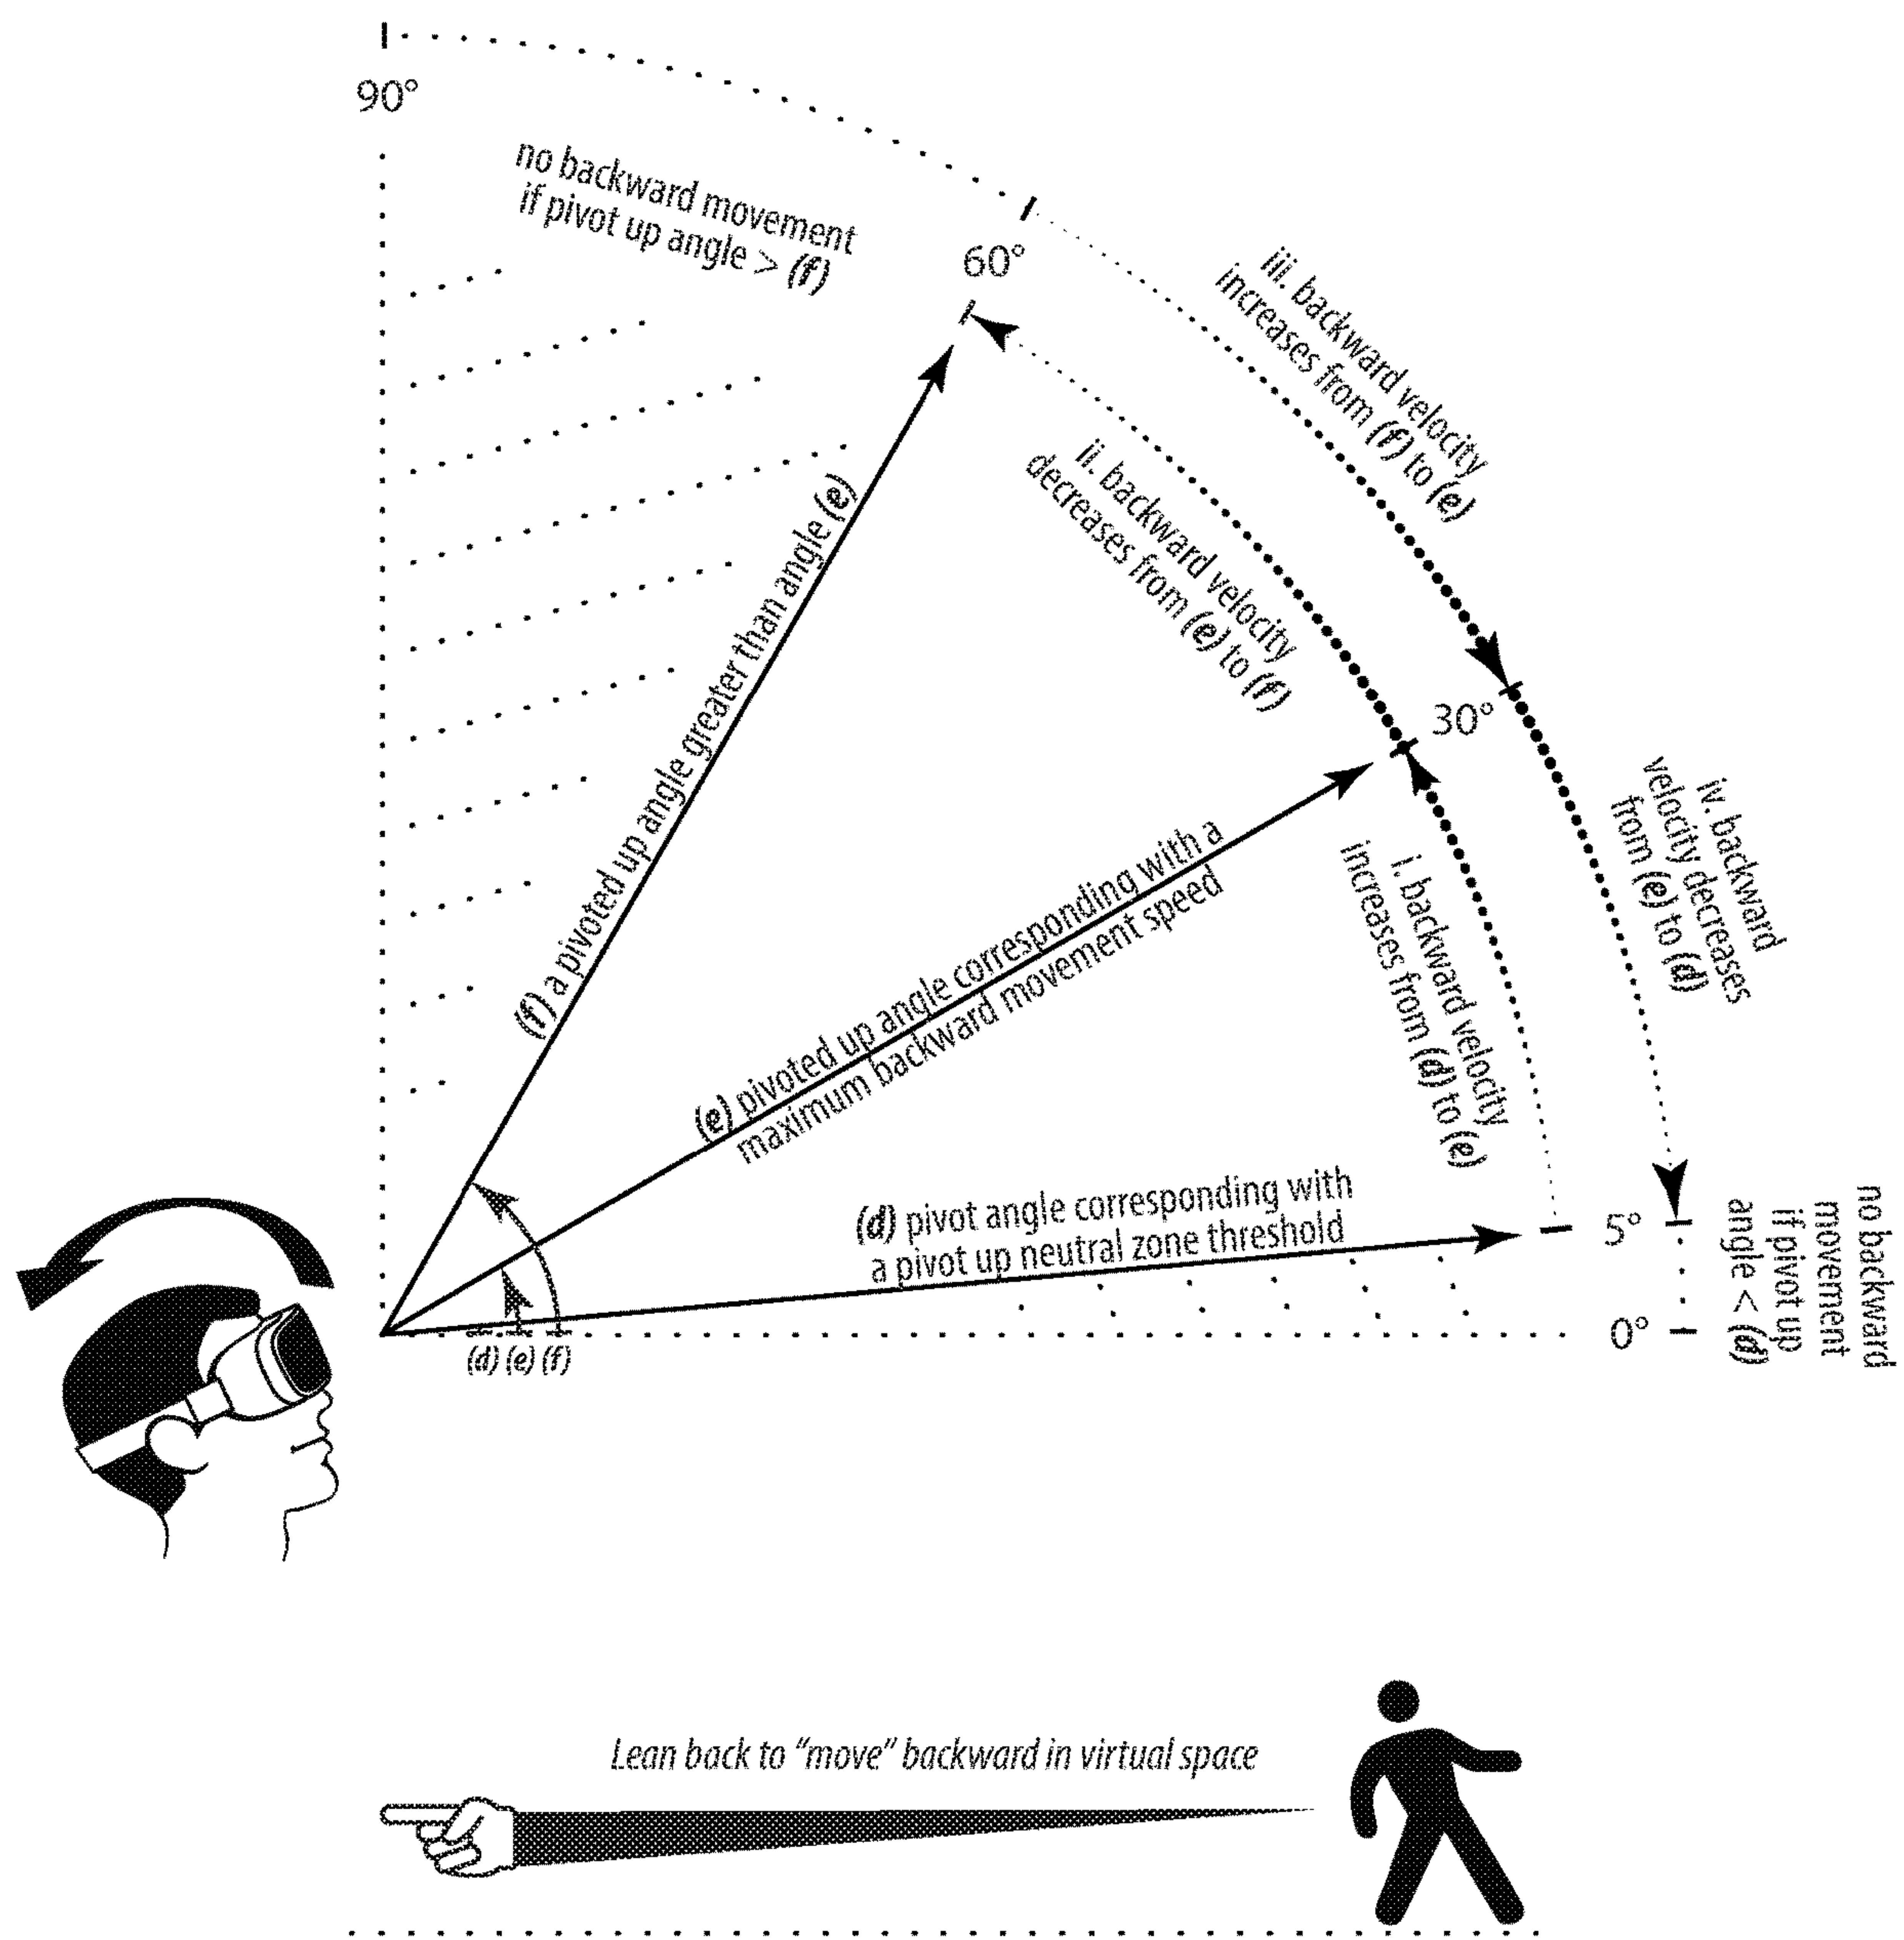 90°
no backward movement
if pivot up angle > (f)
60°
iii. backward velocity
increases from (f) to (e)
ii. backward velocity
decreases from (e) to (f)
(f) a pivoted up angle greater than angle (e)
30°
iv. backward
velocity decreases
from (e) to (d)
i. backward velocity
increases from (d) to (e)
(e) pivoted up angle corresponding with a
maximum backward movement speed
(d) pivot angle corresponding with
a pivot up neutral zone threshold
5°
0°
no backward
movement
if pivot up
angle < (d)
(d) (e) (f)
Lean back to “move” backward in virtual space